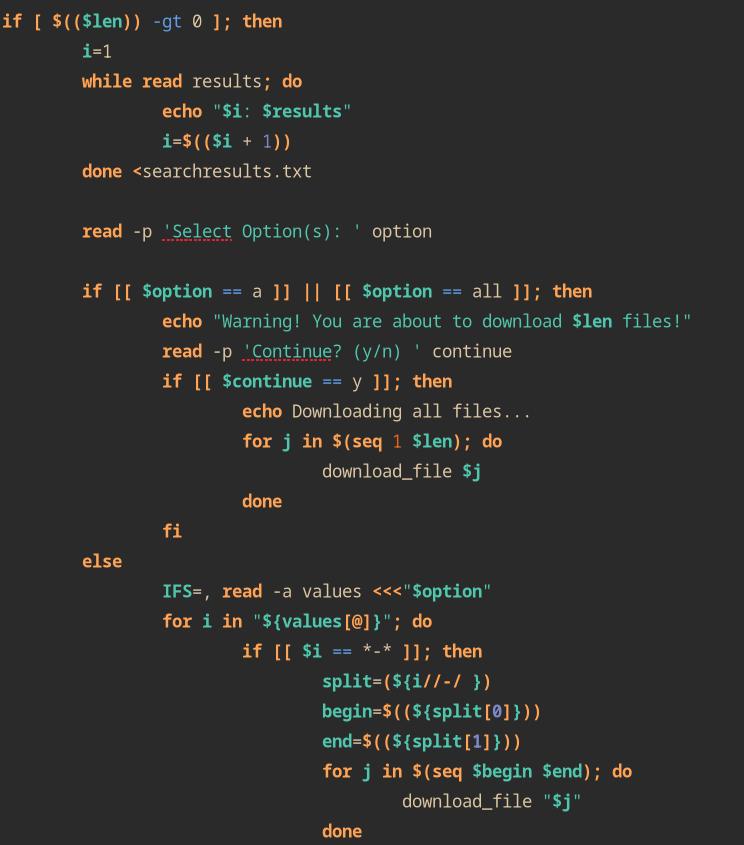 if [ $(($len)) -gt 0 ]; then
        i=1
        while read results; do
                echo "$i: $results"
                i=$(($i + 1))
        done <searchresults.txt

        read -p 'Select Option(s): ' option

        if [[ $option == a ]] || [[ $option == all ]]; then
                echo "Warning! You are about to download $len files!"
                read -p 'Continue? (y/n) ' continue
                if [[ $continue == y ]]; then
                        echo Downloading all files...
                        for j in $(seq 1 $len); do
                                download_file $j
                        done
                fi
        else
                IFS=, read -a values <<<"$option"
                for i in "${values[@]}"; do
                        if [[ $i == *-* ]]; then
                                split=(${i//-/ })
                                begin=$((${split[0]}))
                                end=$((${split[1]}))
                                for j in $(seq $begin $end); do
                                        download_file "$j"
                                done